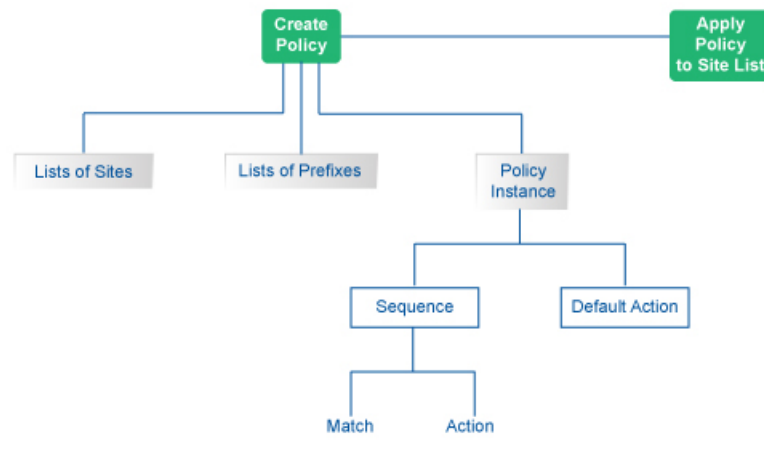 Create
Policy
Apply
Policy
to Site List
Lists of Sites
Lists of Prefixes
Policy
Instance
Sequence
Default Action
Match
Action